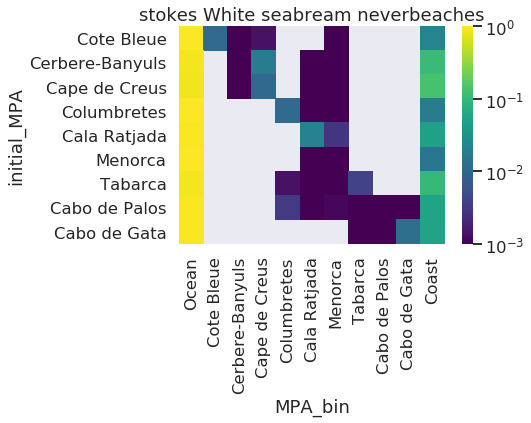 stokes White seabream neverbeaches
initial_MPA
Cote Bleue
Cerbere-Banyuls
Cape de Creus
Columbretes
Cala Ratjada
Menorca
Tabarca
Cabo de Palos
Cabo de Gata
Ocean
Cote Bleue
Cerbere-Banyuls
Cape de Creus
Columbretes
Cala Ratjada
Menorca
Tabarca
Cabo de Palos
Cabo de Gata
Coast
MPA_bin
10⁰
10⁻¹
10⁻²
10⁻³